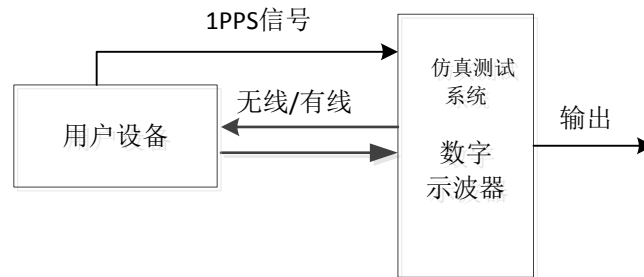 1PPS信号
仿真测试
系统
无线/有线
用户设备
输出
数字
示波器